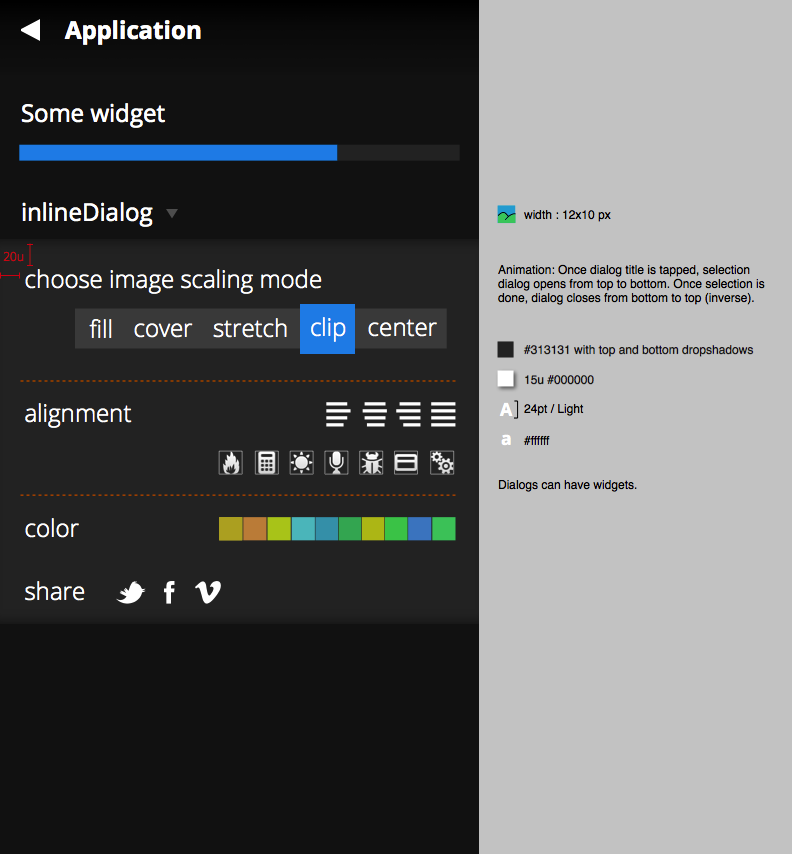 Application
Some widget
inlineDialog
20u
choose image scaling mode
fill cover stretch clip center
alignment
color
share
width : 12x10 px
Animation: Once dialog title is tapped, selection
dialog opens from top to bottom. Once selection is
done, dialog closes from bottom to top (inverse).
#313131 with top and bottom dropshadows
15u #000000
A 24pt / Light
a #ffffff
Dialogs can have widgets.